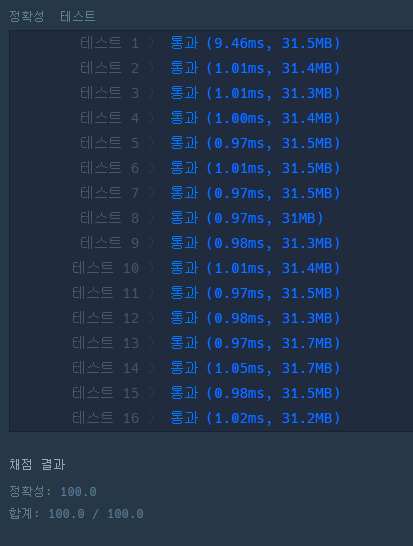 정확성 테스트
테스트 1 〉 통과 (9.46ms, 31.5MB)
테스트 2 〉 통과 (1.01ms, 31.4MB)
테스트 3 〉 통과 (1.01ms, 31.3MB)
테스트 4 〉 통과 (1.00ms, 31.4MB)
테스트 5 〉 통과 (0.97ms, 31.5MB)
테스트 6 〉 통과 (1.01ms, 31.5MB)
테스트 7 〉 통과 (0.97ms, 31.5MB)
테스트 8 〉 통과 (0.97ms, 31MB)
테스트 9 〉 통과 (0.98ms, 31.3MB)
테스트 10 〉 통과 (1.01ms, 31.4MB)
테스트 11 〉 통과 (0.97ms, 31.5MB)
테스트 12 〉 통과 (0.98ms, 31.3MB)
테스트 13 〉 통과 (0.97ms, 31.7MB)
테스트 14 〉 통과 (1.05ms, 31.7MB)
테스트 15 〉 통과 (0.98ms, 31.5MB)
테스트 16 〉 통과 (1.02ms, 31.2MB)
채점 결과
정확성: 100.0
합계: 100.0 / 100.0